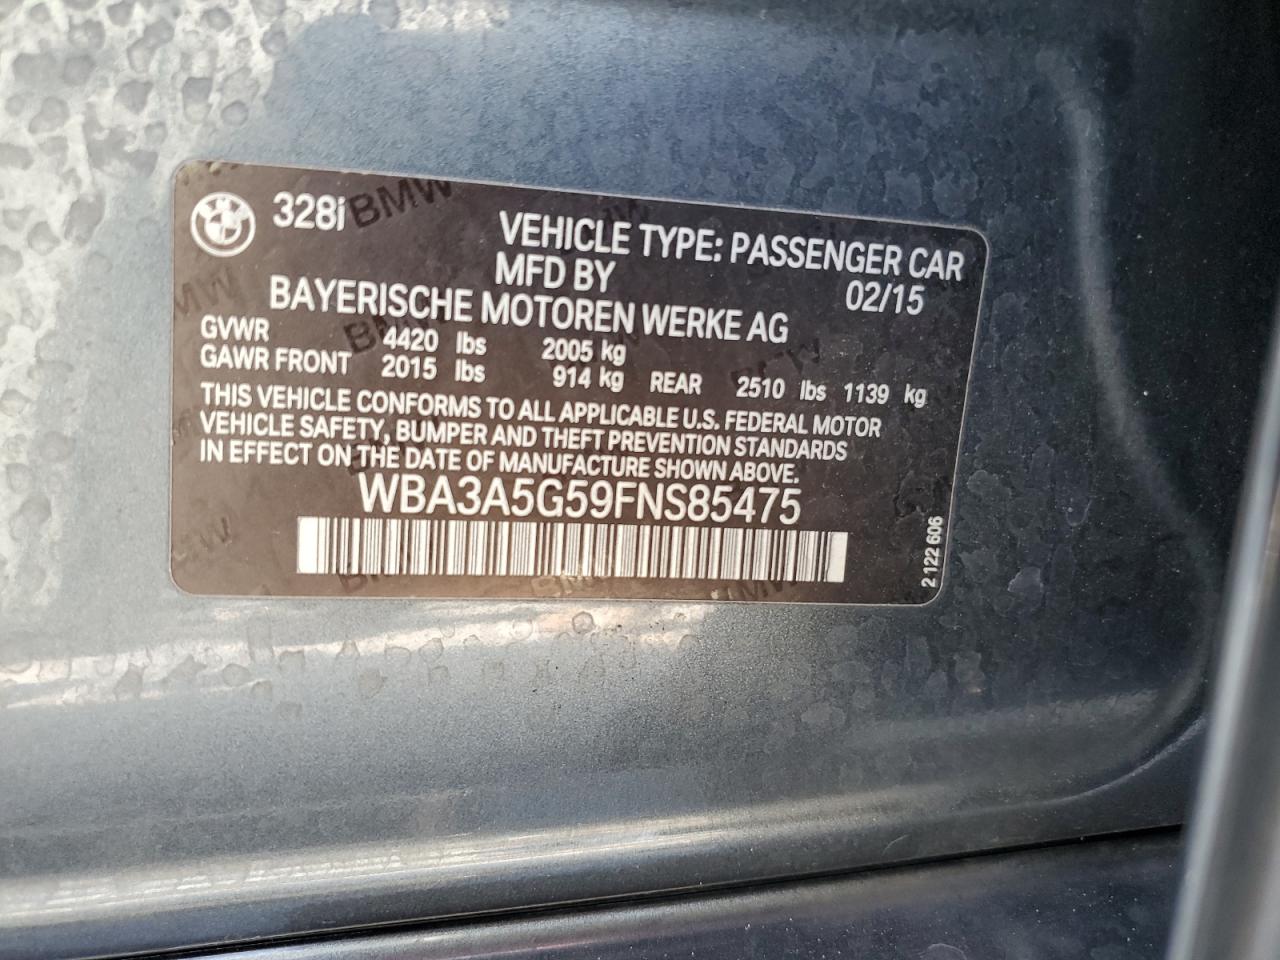 328i
VEHICLE TYPE: PASSENGER CAR
MFD BY 02/15
BAYERISCHE MOTOREN WERKE AG
GVWR 4420 lbs 2005 kg
GAWR FRONT 2015 lbs 914 kg REAR 2510 lbs 1139 kg
THIS VEHICLE CONFORMS TO ALL APPLICABLE U.S. FEDERAL MOTOR
VEHICLE SAFETY, BUMPER AND THEFT PREVENTION STANDARDS
IN EFFECT ON THE DATE OF MANUFACTURE SHOWN ABOVE.
WBA3A5G59FNS85475
2 122 606